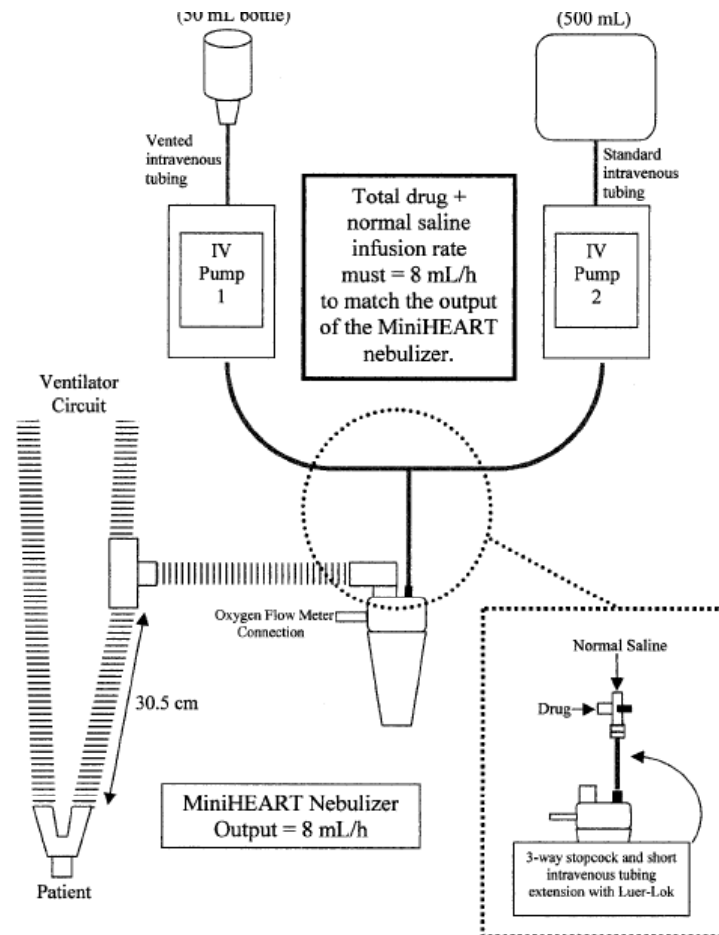 (50 mL bottle)
(500 mL)
Vented
intravenous
tubing
Standard
intravenous
tubing
IV
Pump
1
Total drug +
normal saline
infusion rate
must = 8 mL/h
to match the output
of the MiniHEART
nebulizer.
IV
Pump
2
Ventilator
Circuit
Oxygen Flow Meter
Connection
30.5 cm
Normal Saline
Drug
MiniHEART Nebulizer
Output = 8 mL/h
3-way stopcock and short
intravenous tubing
extension with Luer-Lok
Patient